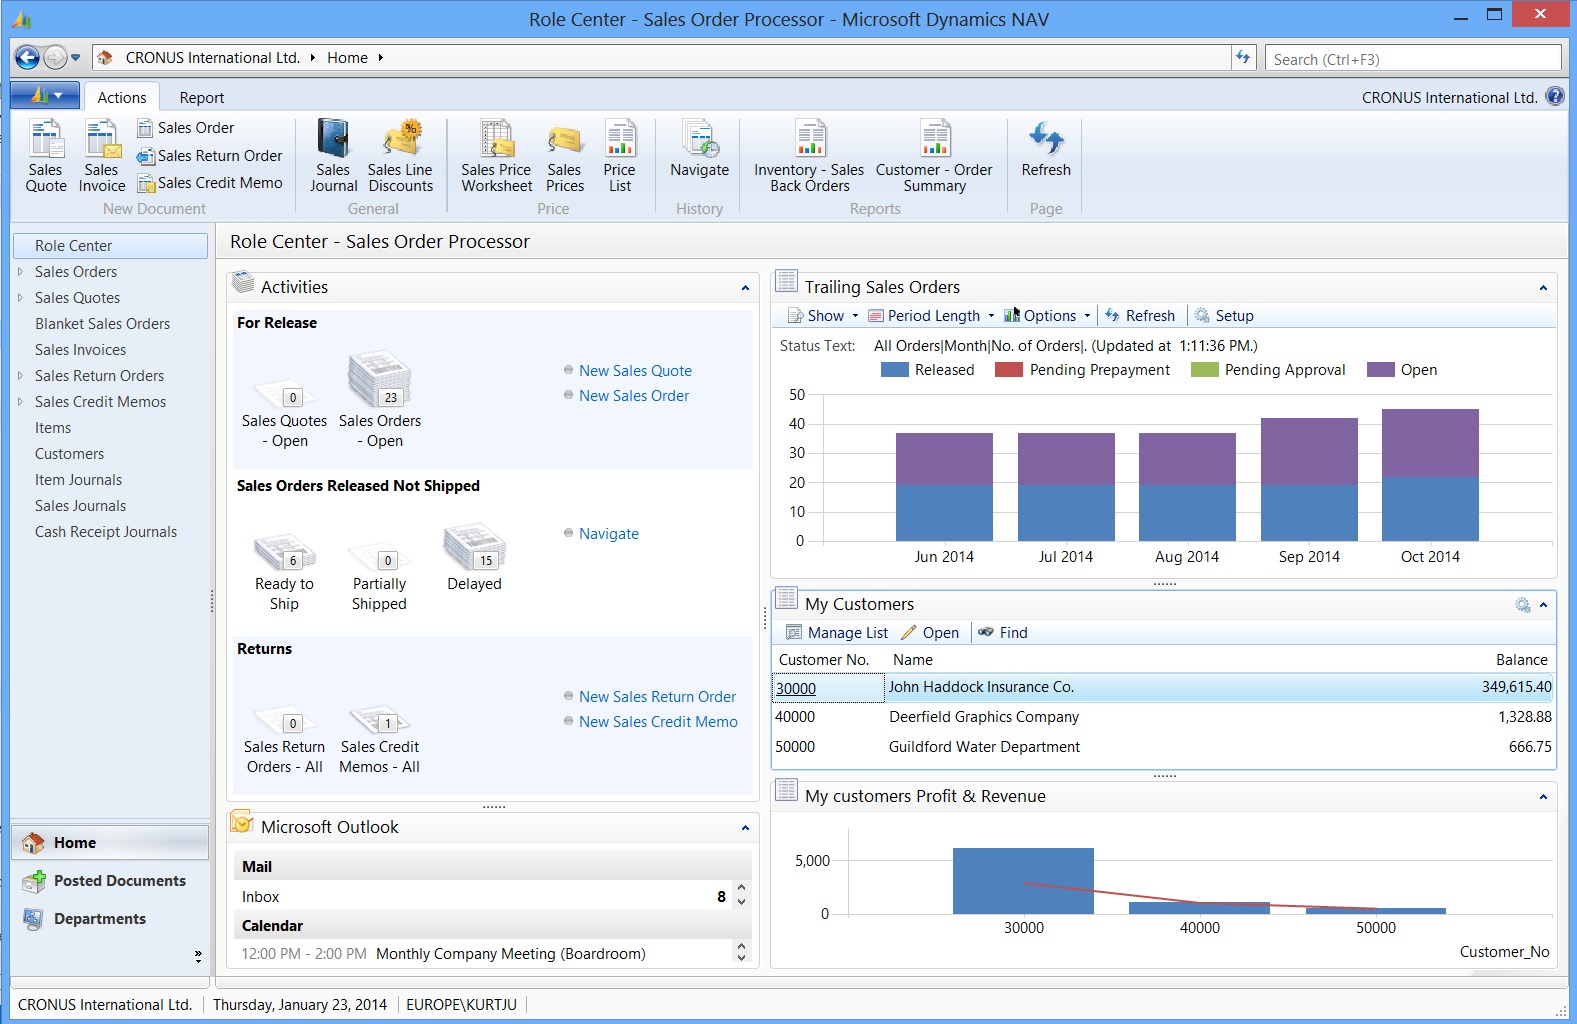 Role Center - Sales Order Processor - Microsoft Dynamics NAV
CRONUS International Ltd. Home
Search (Ctrl+F3)
Actions Report
CRONUS International Ltd.
Sales Quote
Sales Invoice
Sales Order
Sales Return Order
Sales Credit Memo
New Document
Sales Journal
Sales Line Discounts
General
Sales Price Worksheet
Sales Prices
Price List
Price
Navigate
History
Inventory - Sales Back Orders
Customer - Order Summary
Reports
Refresh
Page
Role Center
Sales Orders
Sales Quotes
Blanket Sales Orders
Sales Invoices
Sales Return Orders
Sales Credit Memos
Items
Customers
Item Journals
Sales Journals
Cash Receipt Journals
Home
Posted Documents
Departments
Role Center - Sales Order Processor
Activities
For Release
0
Sales Quotes - Open
23
Sales Orders - Open
New Sales Quote
New Sales Order
Sales Orders Released Not Shipped
6
Ready to Ship
0
Partially Shipped
15
Delayed
Navigate
Returns
0
Sales Return Orders - All
1
Sales Credit Memos - All
New Sales Return Order
New Sales Credit Memo
Microsoft Outlook
Mail
Inbox 8
Calendar
12:00 PM - 2:00 PM Monthly Company Meeting (Boardroom)
Trailing Sales Orders
Show Period Length Options Refresh Setup
Status Text: All Orders|Month|No. of Orders|. (Updated at 1:11:36 PM.)
Released Pending Prepayment Pending Approval Open
50
40
30
20
10
0
Jun 2014 Jul 2014 Aug 2014 Sep 2014 Oct 2014
My Customers
Manage List Open Find
Customer No. Name Balance
30000 John Haddock Insurance Co. 349,615.40
40000 Deerfield Graphics Company 1,328.88
50000 Guildford Water Department 666.75
My customers Profit & Revenue
5,000
0
30000 40000 50000
Customer_No
CRONUS International Ltd. Thursday, January 23, 2014 EUROPE\KURTJU